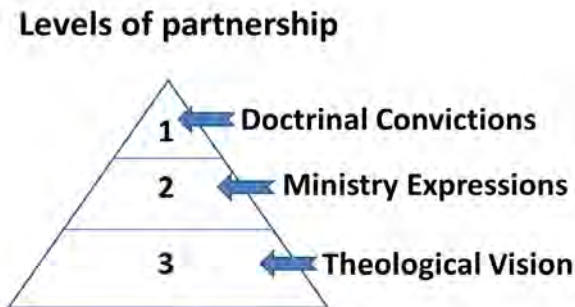 Levels of partnership
1 Doctrinal Convictions
2 Ministry Expressions
3 Theological Vision